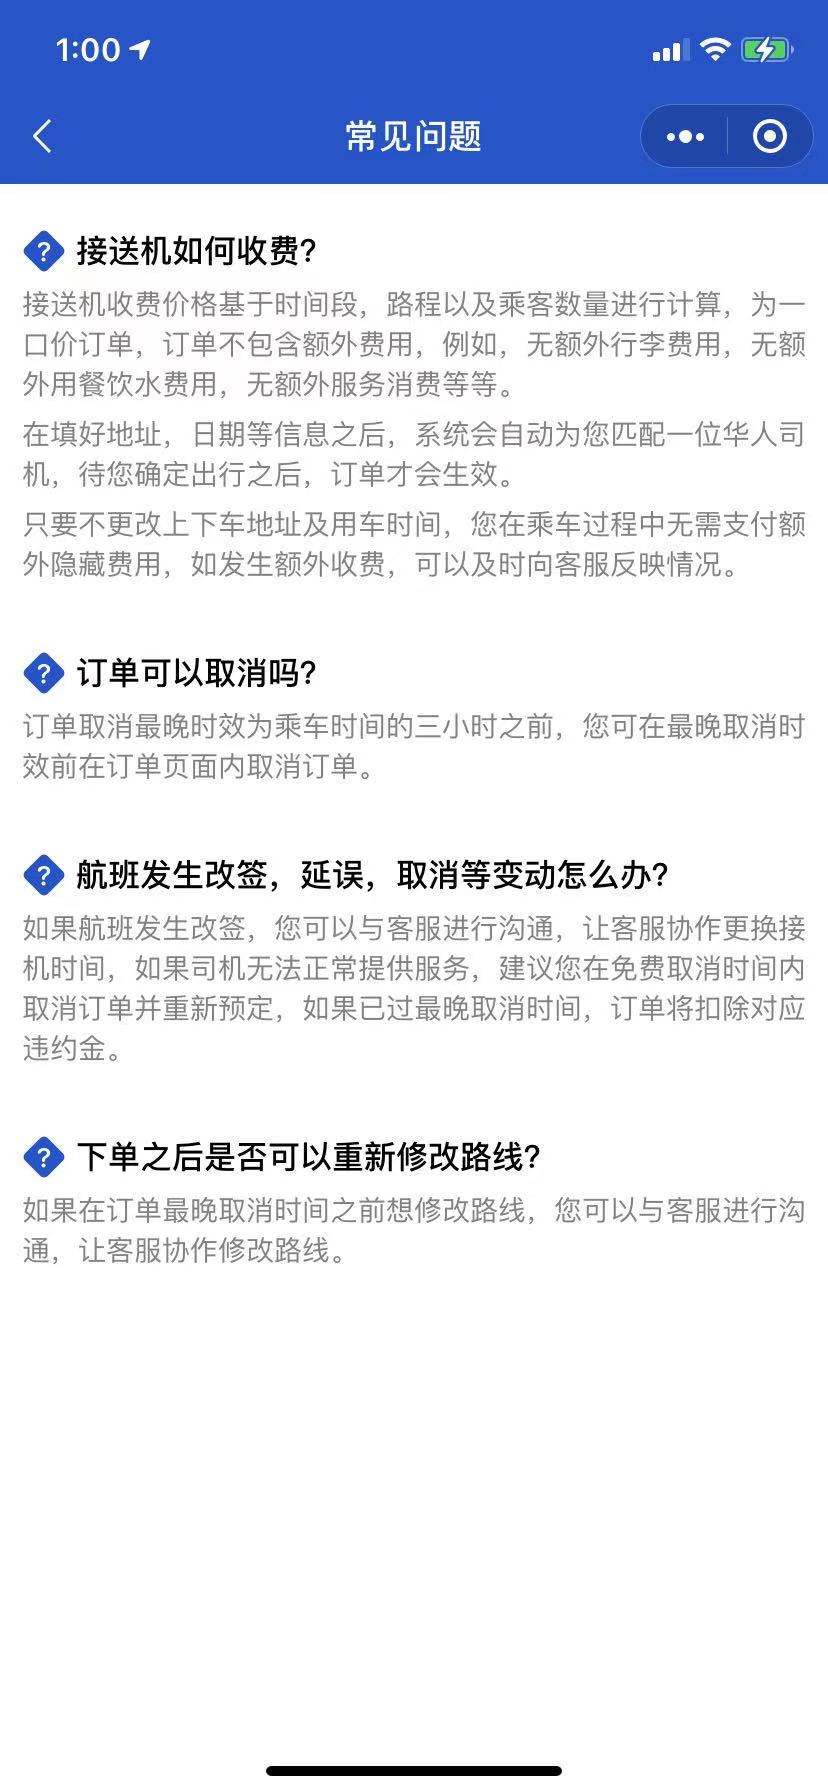 1:00
常见问题
接送机如何收费?
接送机收费价格基于时间段，路程以及乘客数量进行计算，为一
口价订单，订单不包含额外费用，例如，无额外行李费用，无额
外用餐饮水费用，无额外服务消费等等。
在填好地址，日期等信息之后，系统会自动为您匹配一位华人司
机，待您确定出行之后，订单才会生效。
只要不更改上下车地址及用车时间，您在乘车过程中无需支付额
外隐藏费用，如发生额外收费，可以及时向客服反映情况。
订单可以取消吗?
订单取消最晚时效为乘车时间的三小时之前，您可在最晚取消时
效前在订单页面内取消订单。
航班发生改签，延误，取消等变动怎么办?
如果航班发生改签，您可以与客服进行沟通，让客服协作更换接
机时间，如果司机无法正常提供服务，建议您在免费取消时间内
取消订单并重新预定，如果已过最晚取消时间，订单将扣除对应
违约金。
下单之后是否可以重新修改路线?
如果在订单最晚取消时间之前想修改路线，您可以与客服进行沟
通，让客服协作修改路线。